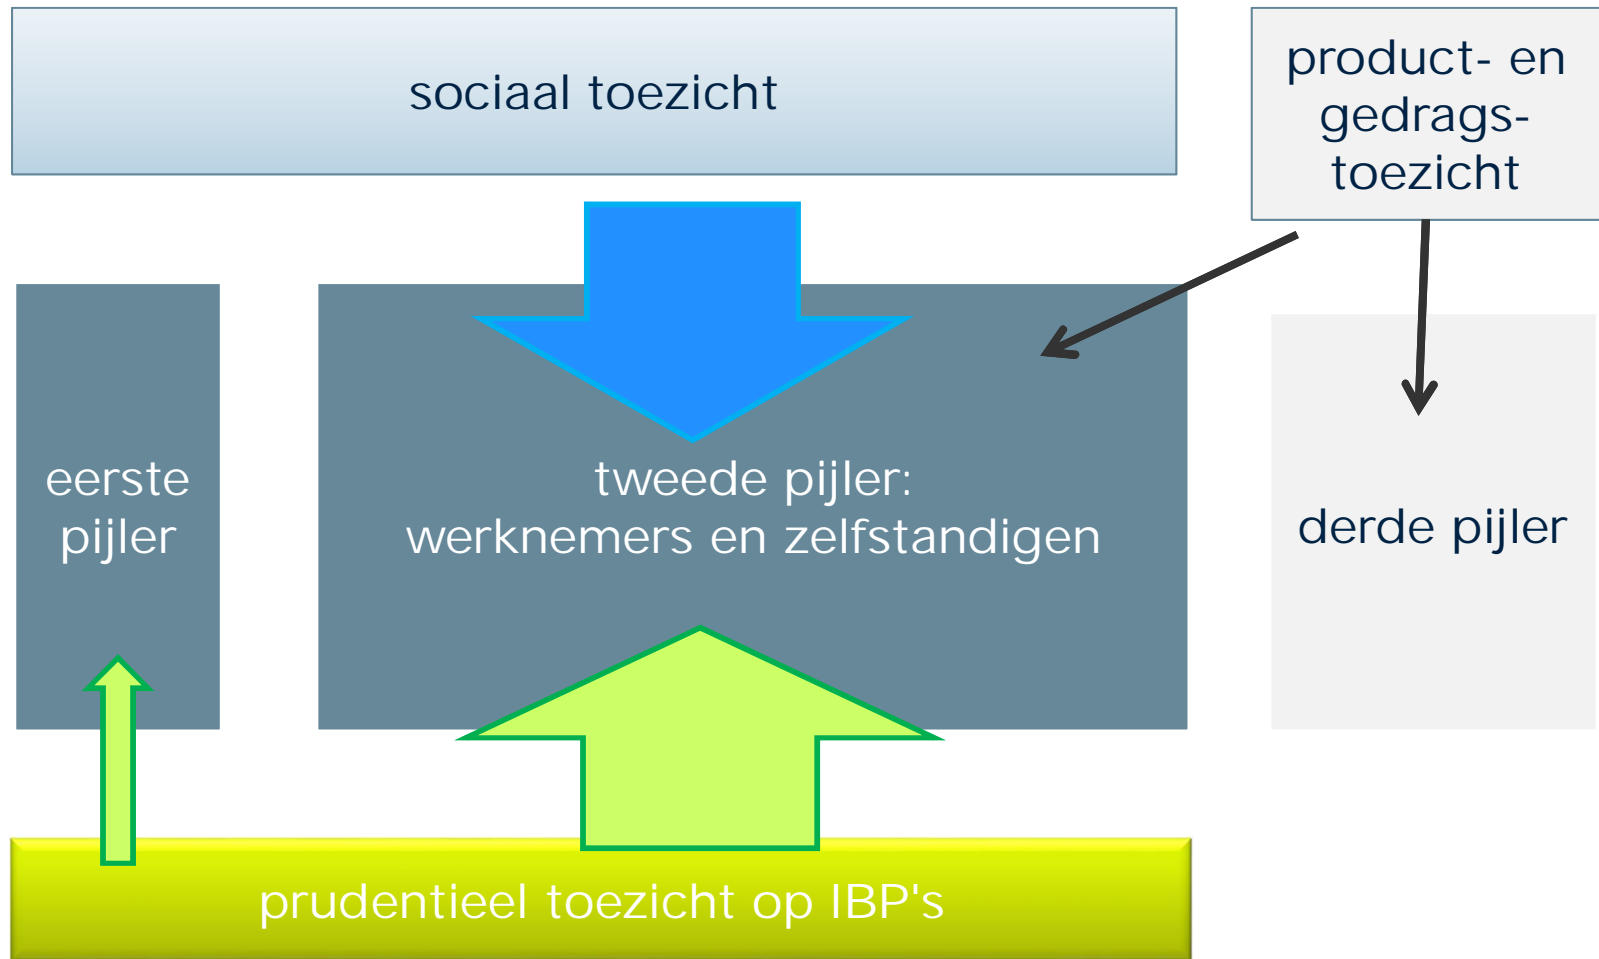 sociaal toezicht
product- en
gedrags-
toezicht
eerste
pijler
tweede pijler:
werknemers en zelfstandigen
derde pijler
prudentieel toezicht op IBP's